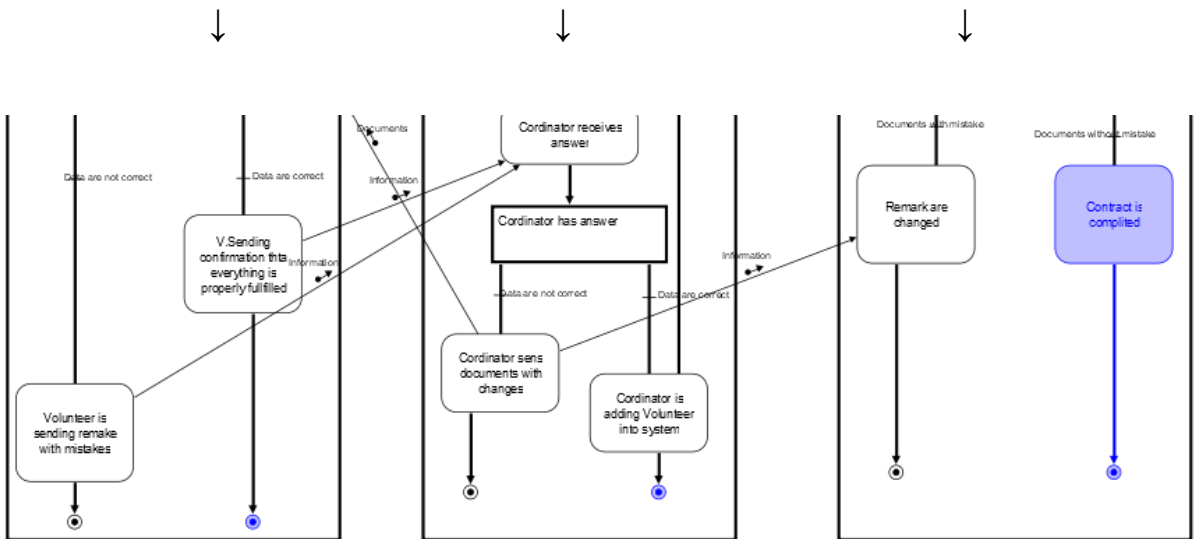 Documents
Cordinator receives
answer
Documents with mistake
Documents without mistake
Data are not correct
Data are correct
Information
Remark are
changed
Contract is
complited
Cordinator has answer
V.Sending
confirmation thta
everything is
properly fullfilled
Information
Information
Data are not correct
Data are correct
Cordinator sens
documents with
changes
Cordinator is
adding Volunteer
into system
Volunteer is
sending remake
with mistakes